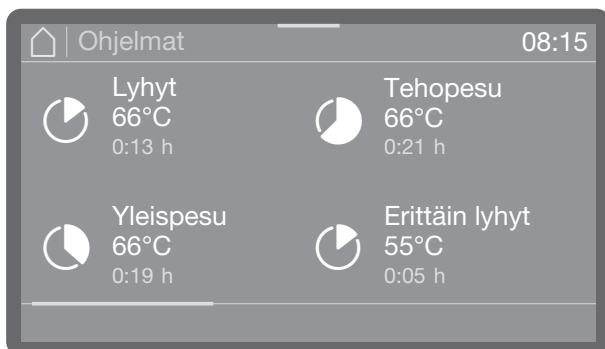 Ohjelmat 08:15
Lyhyt
66°C
0:13 h
Tehopesu
66°C
0:21 h
Yleispesu
66°C
0:19 h
Erittäin lyhyt
55°C
0:05 h